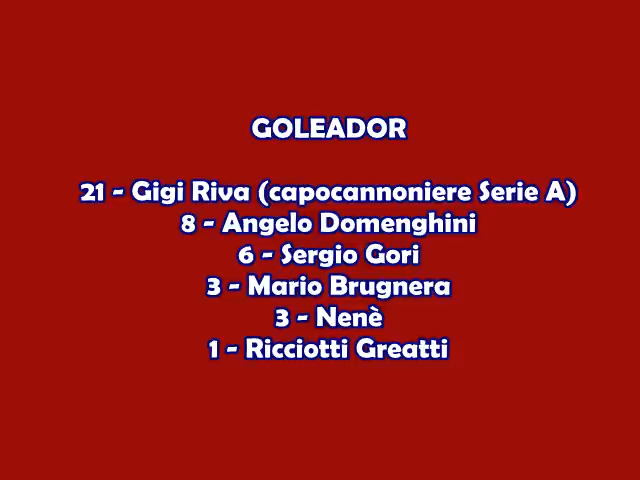 GOLEADOR
21 - Gigi Riva (capocannoniere Serie A)
8 - Angelo Domenghini
6 - Sergio Gori
3 - Mario Brugnera
3 - Nenè
1 - Ricciotti Greatti